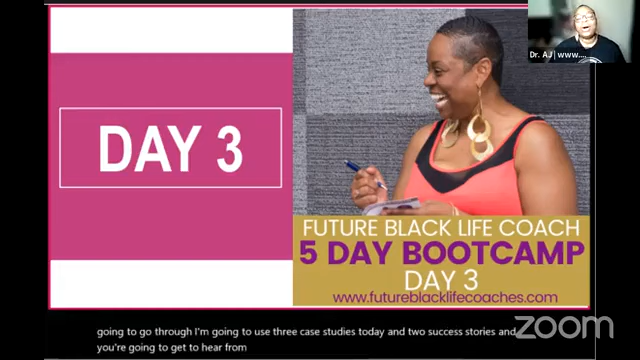 Dr. AJ | www....
DAY 3
FUTURE BLACK LIFE COACH
5 DAY BOOTCAMP
DAY 3
www.futureblacklifecoaches.com
going to go through I'm going to use three case studies today and two success stories and
you're going to get to hear from
zoom